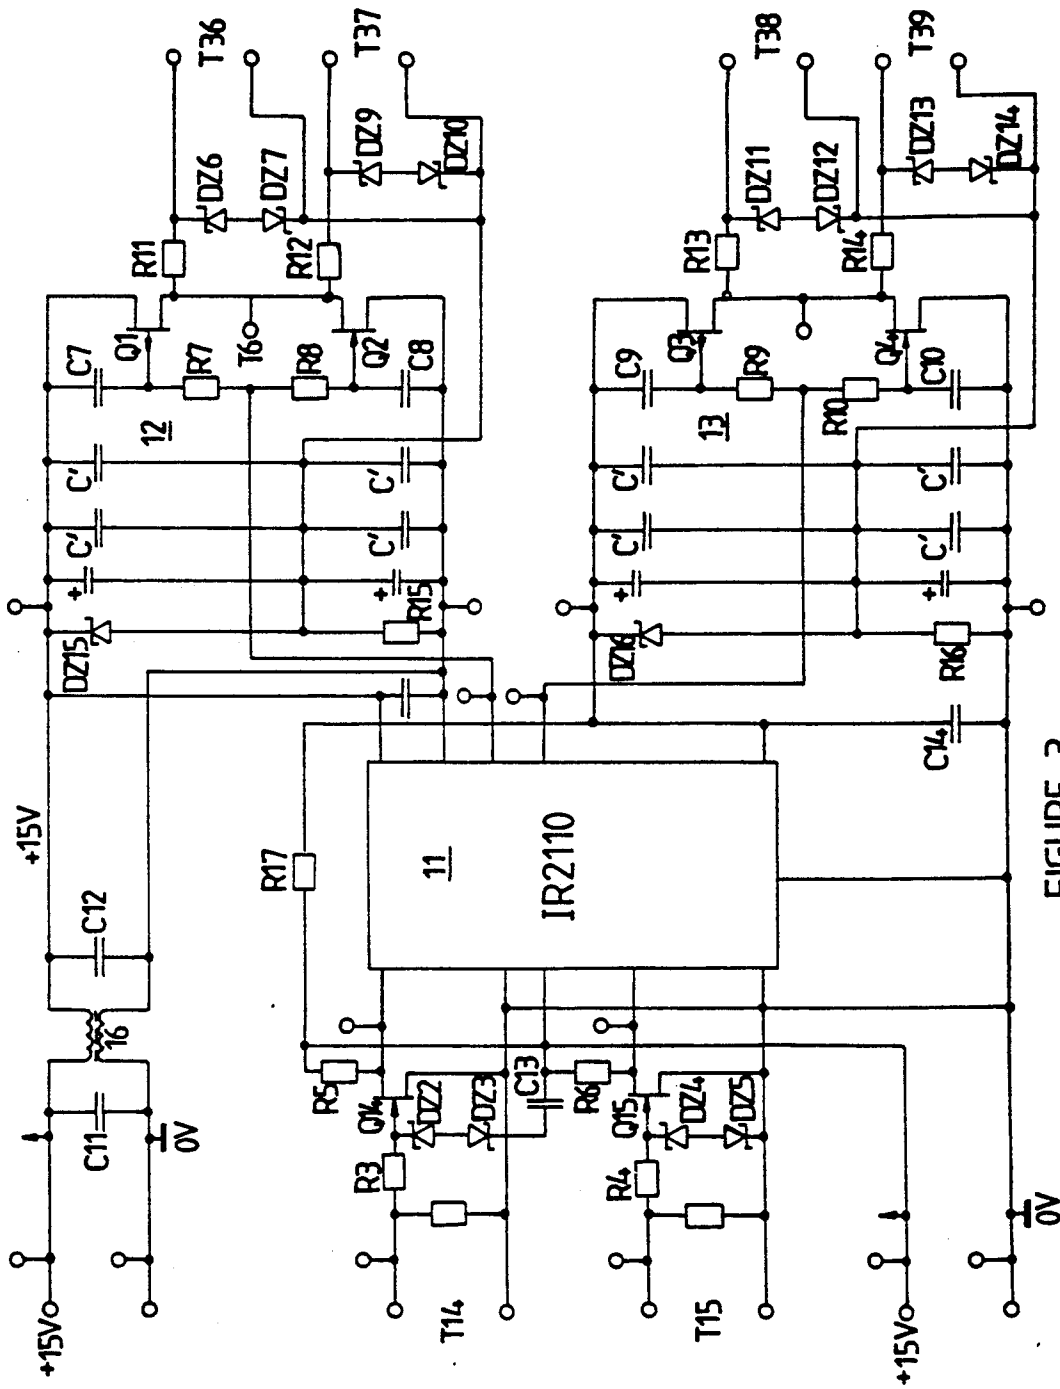 +15V
+15V
T36
16
C11
C12
0V
DZ15
C'
C'
C7
R11
DZ6
DZ7
Q1
12
R7
T6
R8
R12
T37
DZ9
DZ10
Q2
C'
C'
C8
R15
R17
R5
Q14
R3
DZ2
DZ3
T14
C13
11
IR2110
R6
Q15
R4
DZ4
DZ5
T15
DZ16
C'
C'
C9
Q3
R13
T38
DZ11
DZ12
13
R9
R10
R14
T39
DZ13
DZ14
Q4
C'
C'
C10
R16
C14
+15V
0V
FIGURE